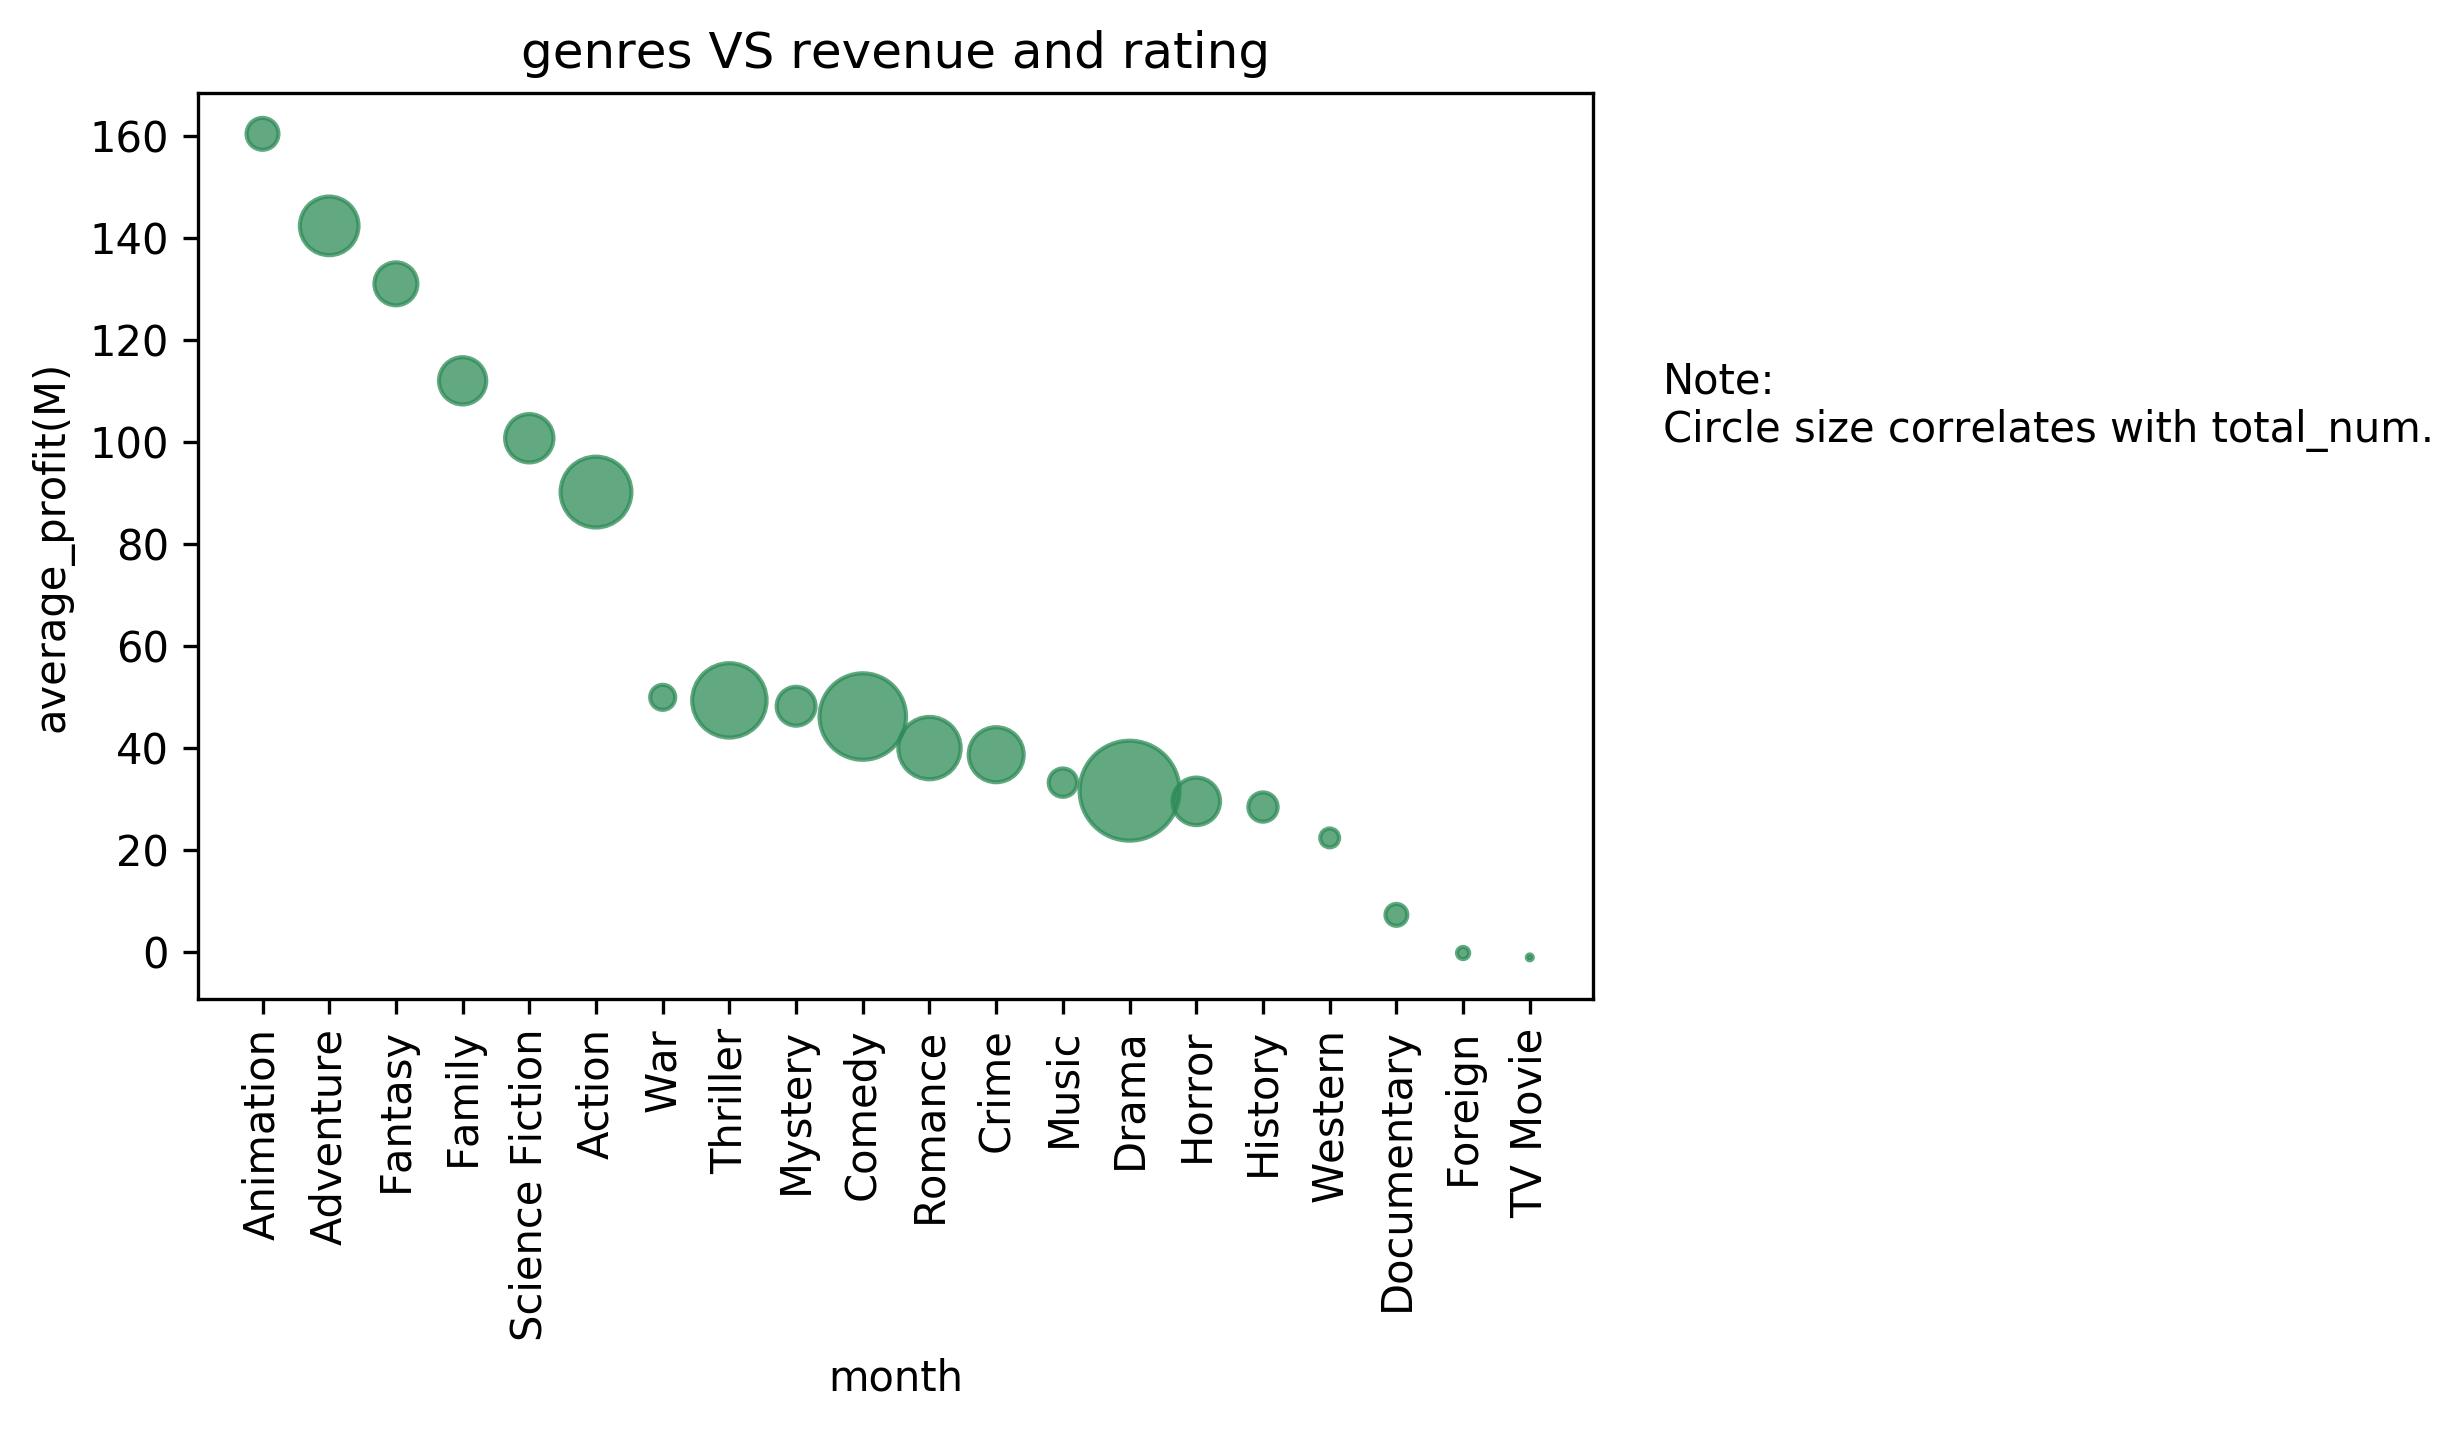 genres VS revenue and rating
average_profit(M)
160
140
120
100
80
60
40
20
0
Animation
Adventure
Fantasy
Family
Science Fiction
Action
War
Thriller
Mystery
Comedy
Romance
Crime
Music
Drama
Horror
History
Western
Documentary
Foreign
TV Movie
month
Note:
Circle size correlates with total_num.